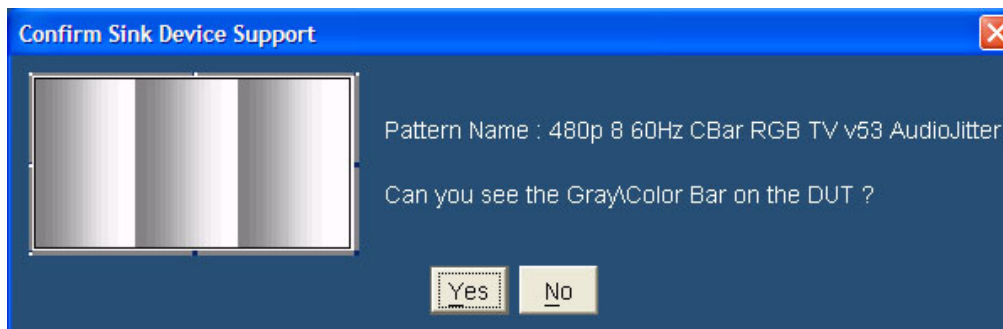 Confirm Sink Device Support
Pattern Name : 480p 8 60Hz CBar RGB TV v53 AudioJitter
Can you see the Gray\Color Bar on the DUT ?
Yes
No